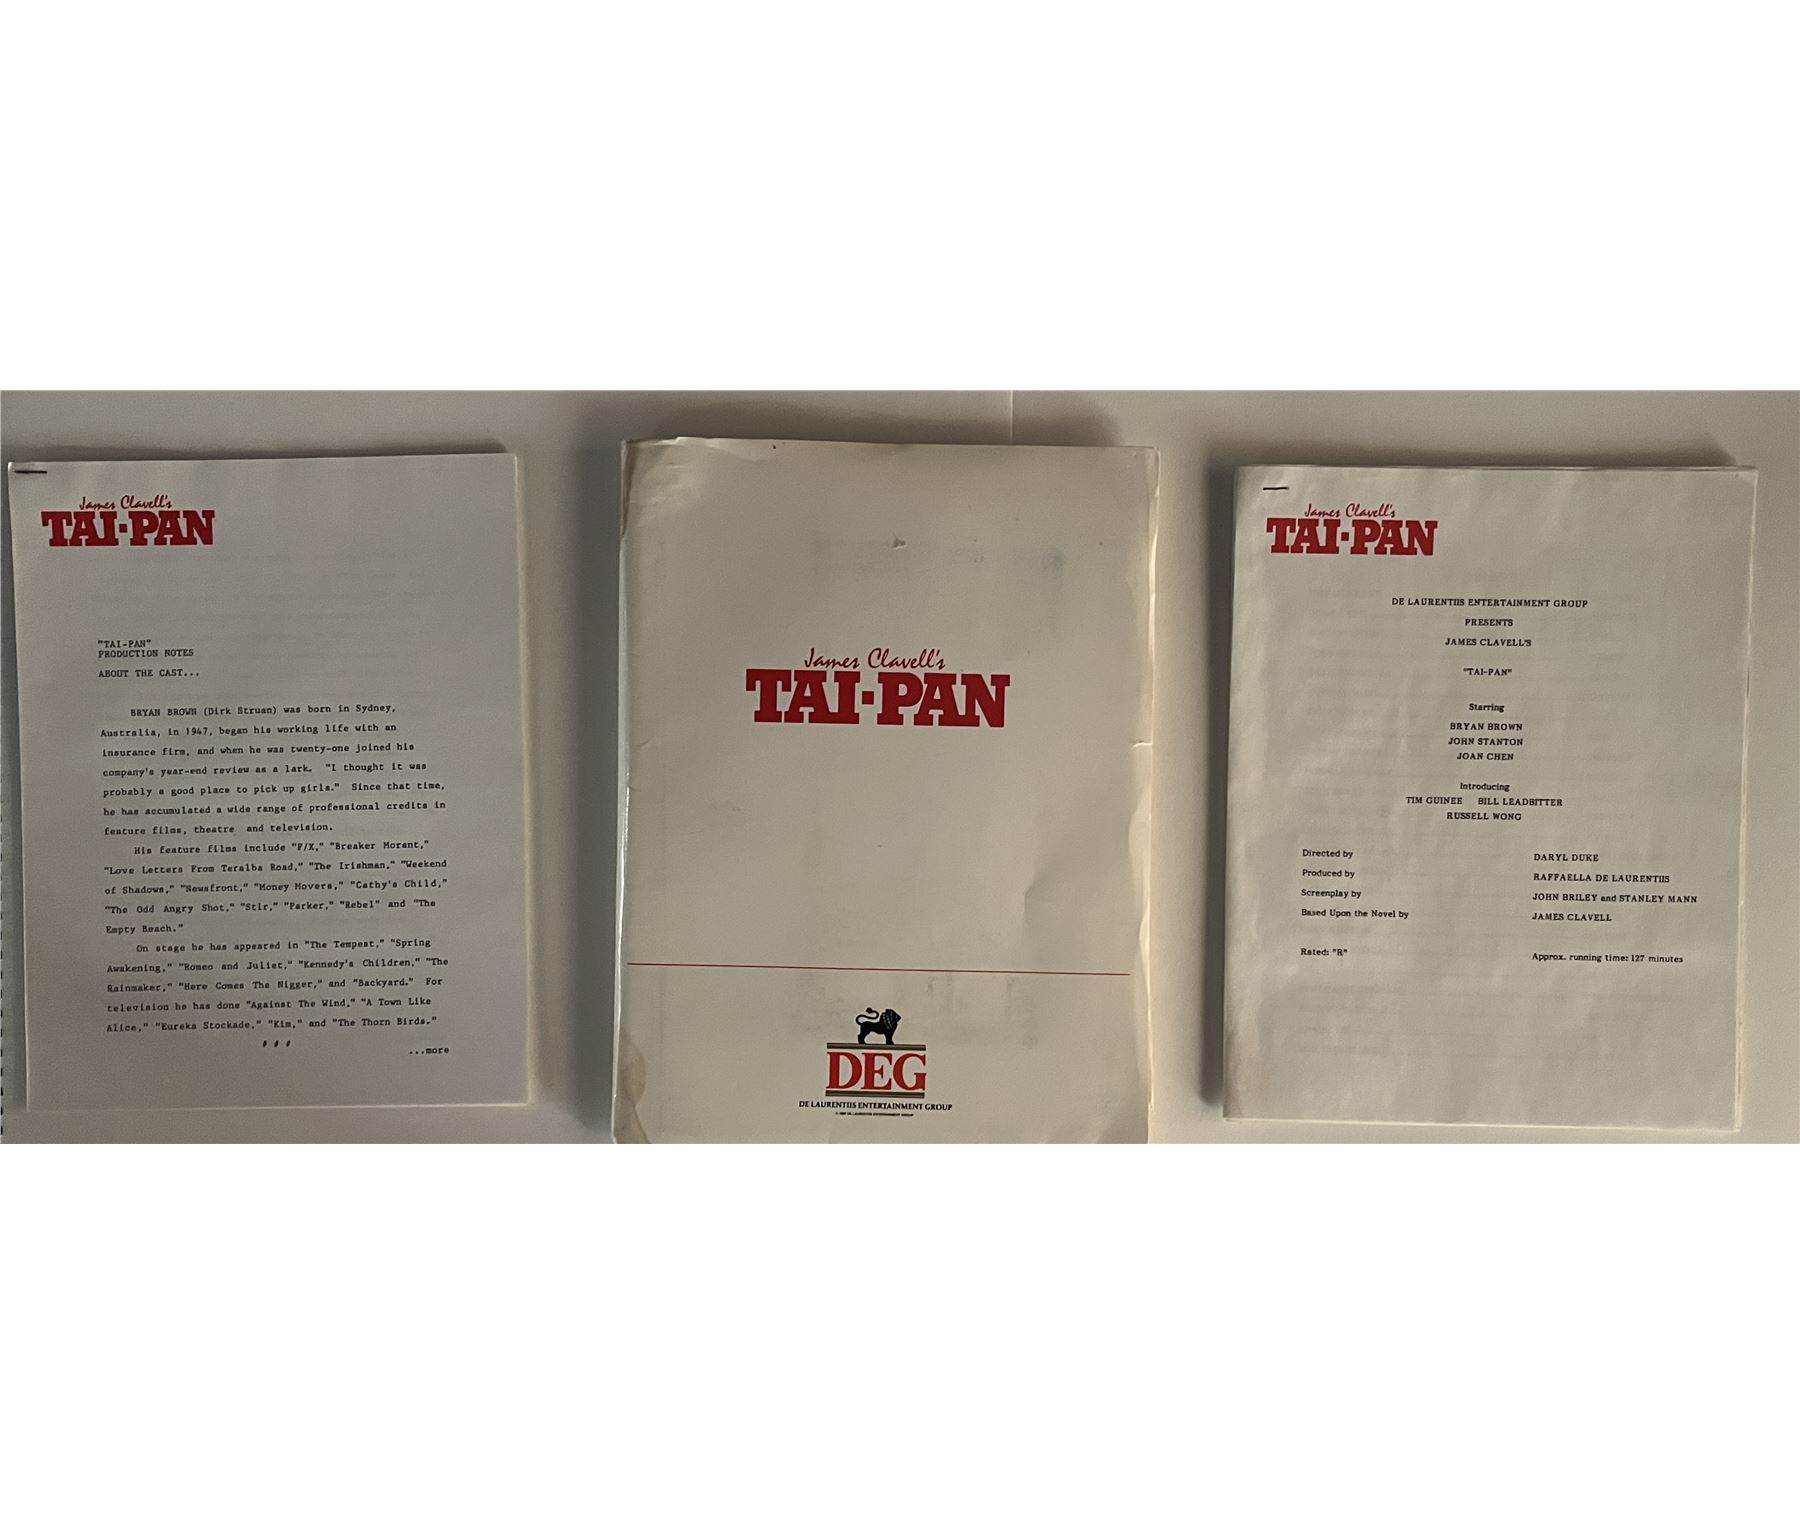 James Clavell's
TAI-PAN
"TAI-PAN"
PRODUCTION NOTES
ABOUT THE CAST...
BRYAN BROWN (Dirk Struan) was born in Sydney,
Australia, in 1947, began his working life with an
insurance firm, and when he was twenty-one joined his
company's year-end review as a lark. "I thought it was
probably a good place to pick up girls." Since that time,
he has accumulated a wide range of professional credits in
feature films, theatre and television.
His feature films include "F/X," "Breaker Morant,"
"Love Letters From Teralba Road," "The Irishman," "Weekend
of Shadows," "Newsfront," "Money Movers," "Cathy's Child,"
"The Odd Angry Shot," "Stir," "Parker," "Rebel" and "The
Empty Beach."
On stage he has appeared in "The Tempest," "Spring
Awakening," "Romeo and Juliet," "Kennedy's Children," "The
Rainmaker," "Here Comes The Nigger," and "Backyard." For
television he has done "Against The Wind," "A Town Like
Alice," "Eureka Stockade," "Kim," and "The Thorn Birds."
...more
James Clavell's
TAI-PAN
DEG
DE LAURENTIIS ENTERTAINMENT GROUP
James Clavell's
TAI-PAN
DE LAURENTIIS ENTERTAINMENT GROUP
PRESENTS
JAMES CLAVELL'S
"TAI-PAN"
Starring
BRYAN BROWN
JOHN STANTON
JOAN CHEN
Introducing
TIM GUINEE BILL LEADBITTER
RUSSELL WONG
Directed by DARYL DUKE
Produced by RAFFAELLA DE LAURENTIIS
Screenplay by JOHN BRILEY and STANLEY MANN
Based Upon the Novel by JAMES CLAVELL
Rated: "R" Approx. running time: 127 minutes